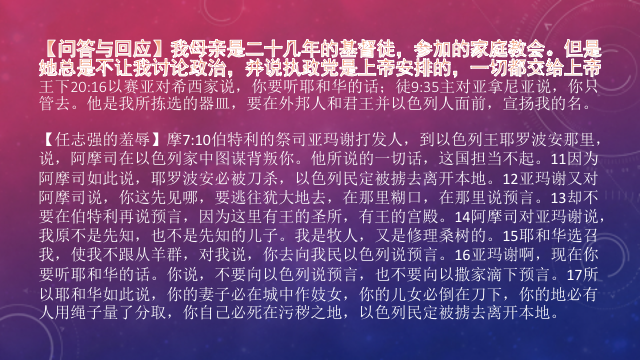 【问答与回应】我母亲是二十几年的基督徒，参加的家庭教会。但是
她总是不让我讨论政治，并说执政党是上帝安排的，一切都交给上帝
王下20:16以赛亚对希西家说，你要听耶和华的话；徒9:35主对亚拿尼亚说，你只
管去。他是我所拣选的器皿，要在外邦人和君王并以色列人面前，宣扬我的名。
【任志强的羞辱】摩7:10伯特利的祭司亚玛谢打发人，到以色列王耶罗波安那里，
说，阿摩司在以色列家中图谋背叛你。他所说的一切话，这国担当不起。11因为
阿摩司如此说，耶罗波安必被刀杀，以色列民定被掳去离开本地。12亚玛谢又对
阿摩司说，你这先见哪，要逃往犹大地去，在那里糊口，在那里说预言。13却不
要在伯特利再说预言，因为这里有王的圣所，有王的宫殿。14阿摩司对亚玛谢说，
我原不是先知，也不是先知的儿子。我是牧人，又是修理桑树的。15耶和华选召
我，使我不跟从羊群，对我说，你去向我民以色列说预言。16亚玛谢啊，现在你
要听耶和华的话。你说，不要向以色列说预言，也不要向以撒家滴下预言。17所
以耶和华如此说，你的妻子必在城中作妓女，你的儿女必倒在刀下，你的地必有
人用绳子量了分取，你自己必死在污秽之地，以色列民定被掳去离开本地。